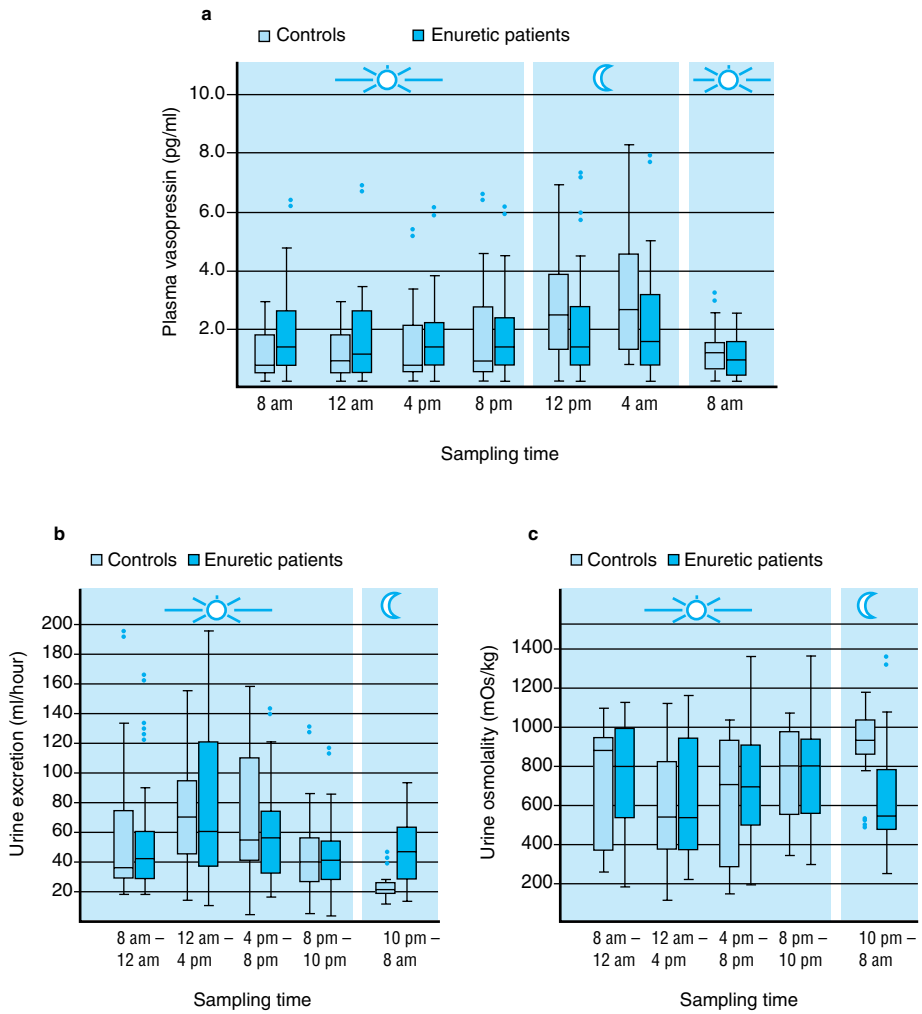 a
Controls Enuretic patients
Plasma vasopressin (pg/ml)
10.0
8.0
6.0
4.0
2.0
8 am 12 am 4 pm 8 pm 12 pm 4 am 8 am
Sampling time
b
Controls Enuretic patients
Urine excretion (ml/hour)
200
180
160
140
120
100
80
60
40
20
8 am – 12 am – 4 pm – 8 pm – 10 pm –
12 am 4 pm 8 pm 10 pm 8 am
Sampling time
c
Controls Enuretic patients
Urine osmolality (mOs/kg)
1400
1200
1000
800
600
400
200
8 am – 12 am – 4 pm – 8 pm – 10 pm –
12 am 4 pm 8 pm 10 pm 8 am
Sampling time